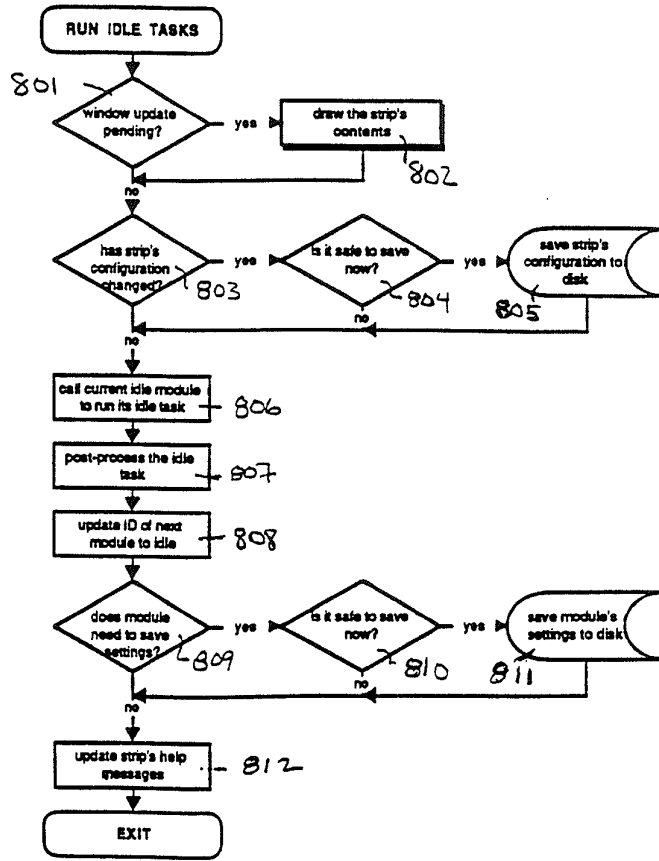 RUN IDLE TASKS
801
window update
pending?
yes
draw the strip's
contents
802
no
has strip's
configuration
changed?
803
yes
is it safe to save
now?
804
yes
save strip's
configuration to
disk
805
no
no
call current idle module
to run its idle task
806
post-process the idle
task
807
update ID of next
module to idle
808
does module
need to save
settings?
809
yes
is it safe to save
now?
810
yes
save module's
settings to disk
811
no
no
update strip's help
messages
812
EXIT